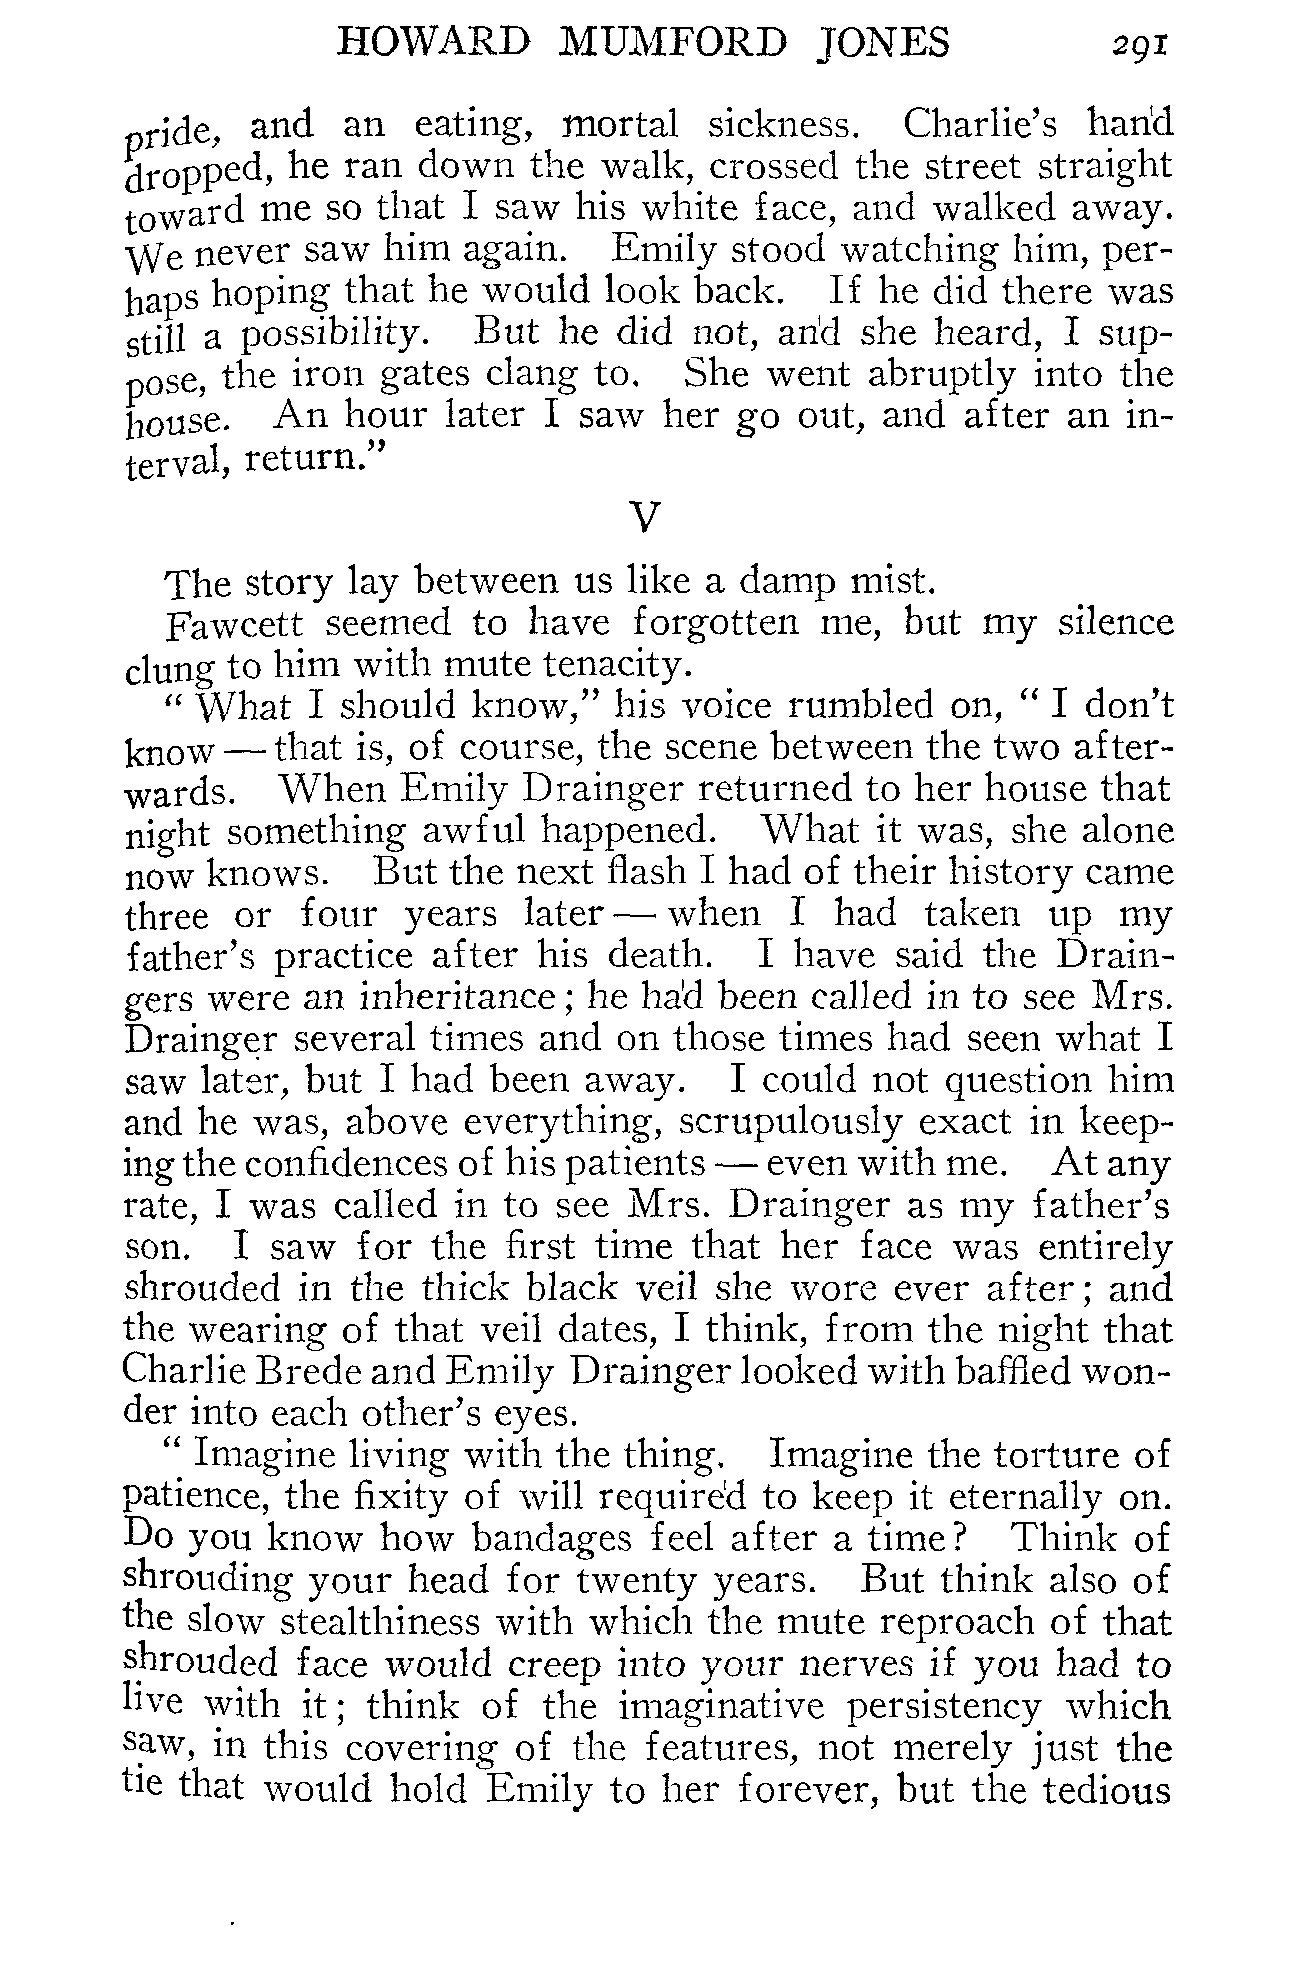 HOWARD MUMFORD JONES 291
pride, and an eating, mortal sickness. Charlie's hand
dropped, he ran down the walk, crossed the street straight
toward me so that I saw his white face, and walked away.
We never saw him again. Emily stood watching him, per-
haps hoping that he would look back. If he did there was
still a possibility. But he did not, and she heard, I sup-
pose, the iron gates clang to. She went abruptly into the
house. An hour later I saw her go out, and after an in-
terval, return."
V
The story lay between us like a damp mist.
Fawcett seemed to have forgotten me, but my silence
clung to him with mute tenacity.
" What I should know," his voice rumbled on, " I don't
know — that is, of course, the scene between the two after-
wards. When Emily Drainger returned to her house that
night something awful happened. What it was, she alone
now knows. But the next flash I had of their history came
three or four years later — when I had taken up my
father's practice after his death. I have said the Drain-
gers were an inheritance; he had been called in to see Mrs.
Drainger several times and on those times had seen what I
saw later, but I had been away. I could not question him
and he was, above everything, scrupulously exact in keep-
ing the confidences of his patients — even with me. At any
rate, I was called in to see Mrs. Drainger as my father's
son. I saw for the first time that her face was entirely
shrouded in the thick black veil she wore ever after; and
the wearing of that veil dates, I think, from the night that
Charlie Brede and Emily Drainger looked with baffled won-
der into each other's eyes.
" Imagine living with the thing. Imagine the torture of
patience, the fixity of will required to keep it eternally on.
Do you know how bandages feel after a time? Think of
shrouding your head for twenty years. But think also of
the slow stealthiness with which the mute reproach of that
shrouded face would creep into your nerves if you had to
live with it; think of the imaginative persistency which
saw, in this covering of the features, not merely just the
tie that would hold Emily to her forever, but the tedious